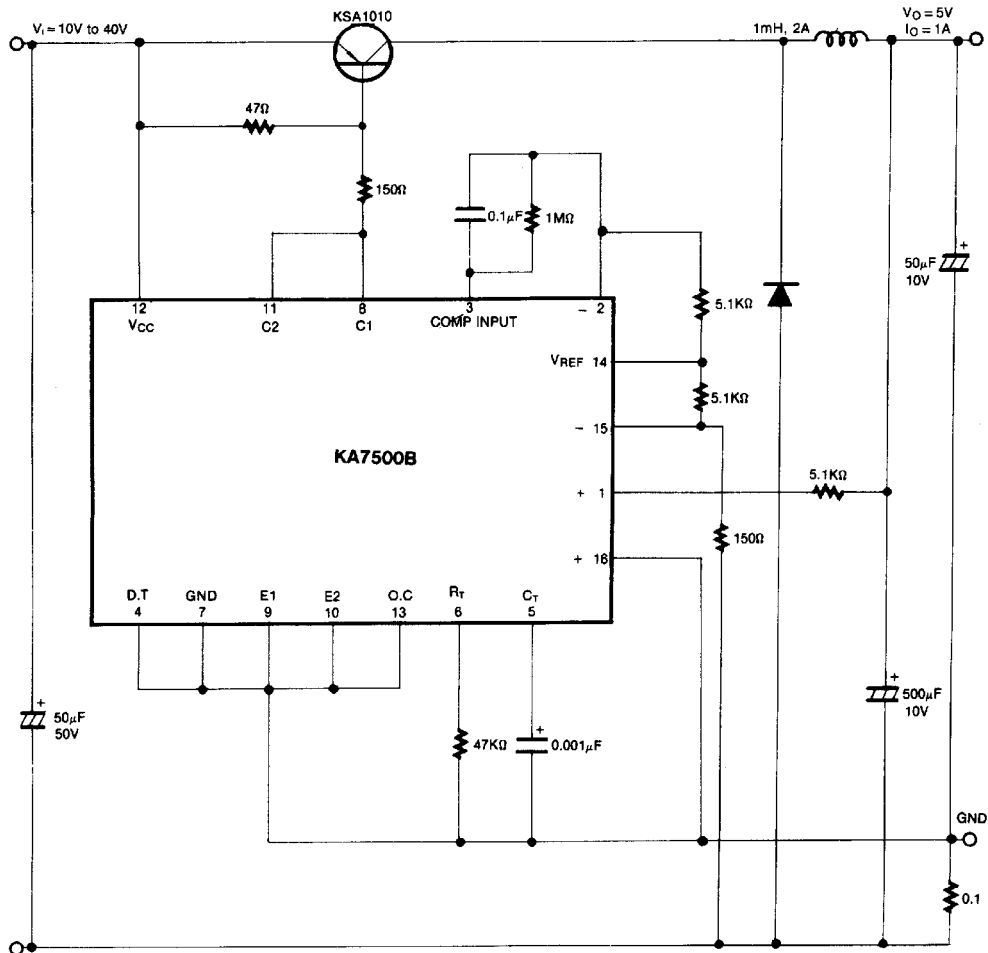 KSA1010
Vi = 10V to 40V
1mH, 2A
VO = 5V
IO = 1A
47Ω
150Ω
0.1μF
1MΩ
50μF
10V
5.1KΩ
12
11
8
3
2
VCC
C2
C1
COMP INPUT
−
VREF 14
5.1KΩ
− 15
KA7500B
+ 1
5.1KΩ
150Ω
+ 16
D.T
GND
E1
E2
O.C
RT
CT
4
7
9
10
13
6
5
+
50μF
50V
47KΩ
+
0.001μF
+
500μF
10V
+
GND
0.1